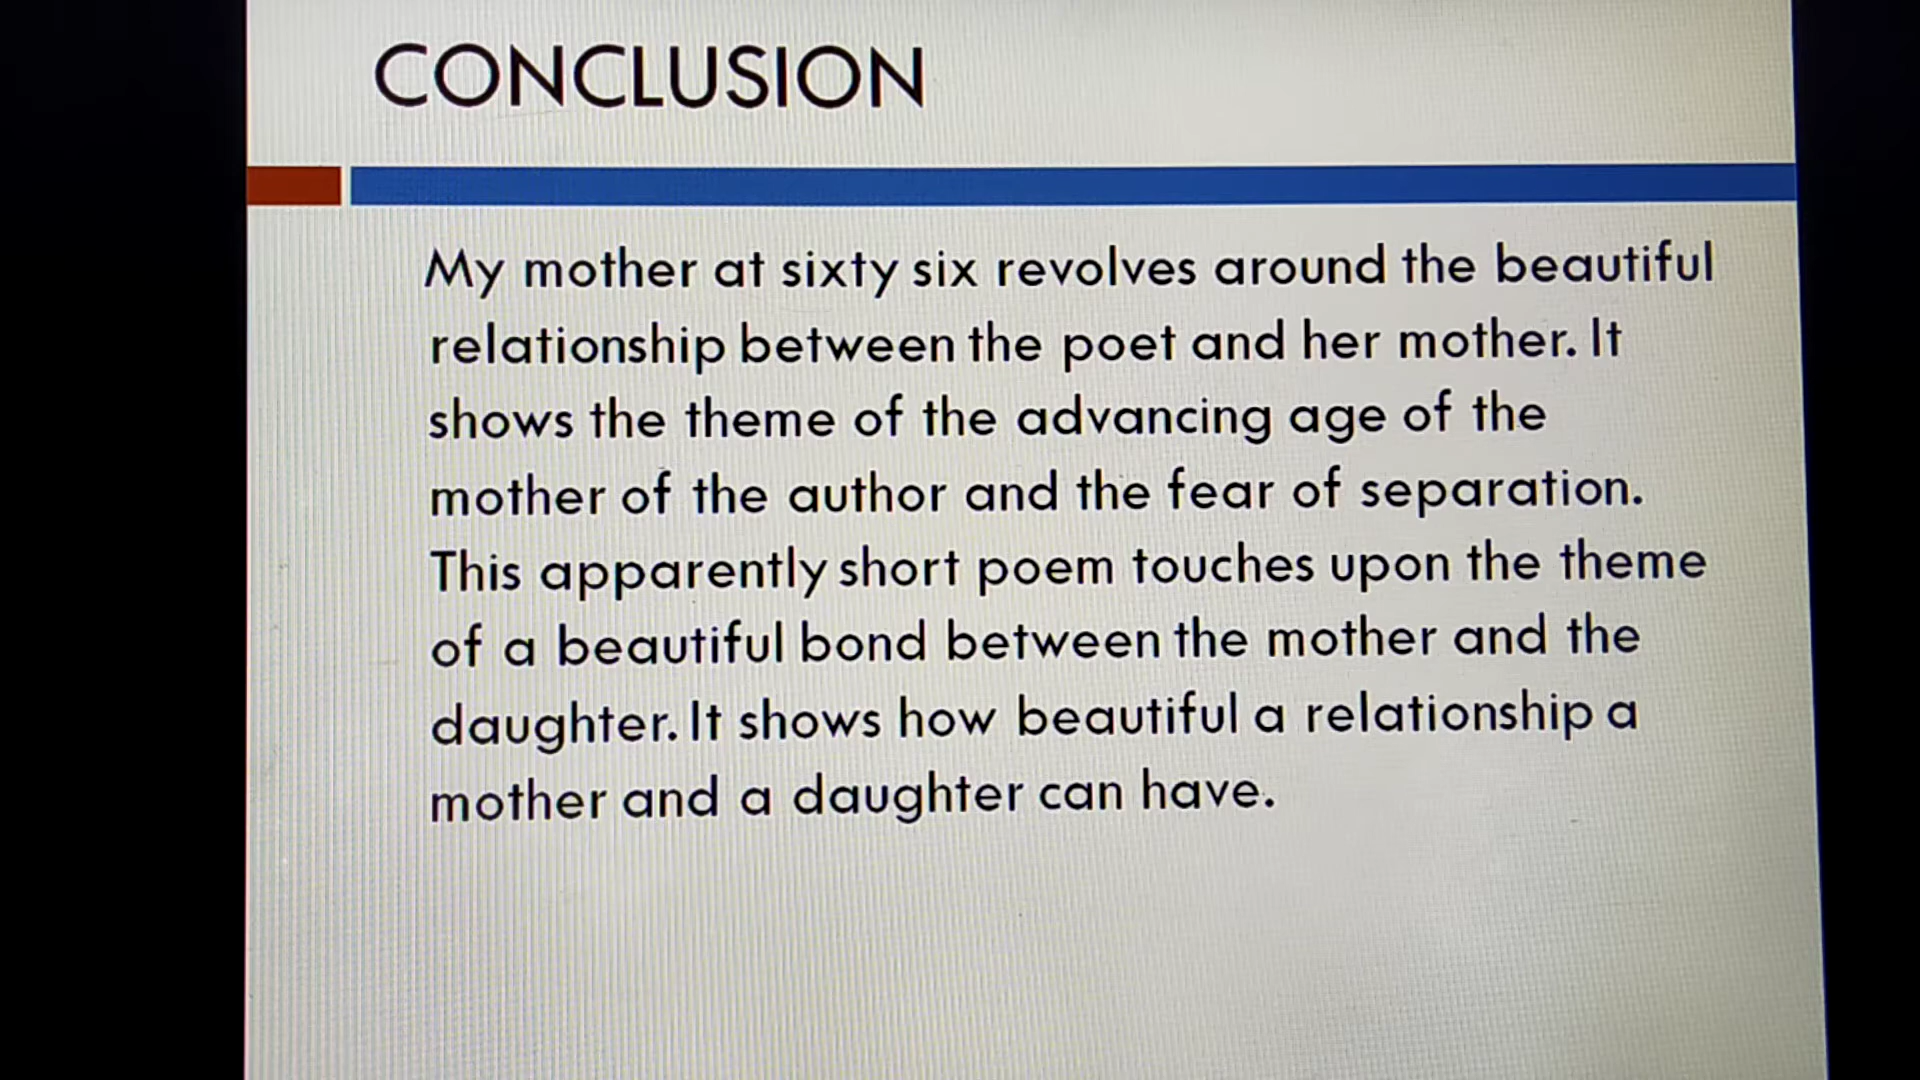 CONCLUSION
My mother at sixty six revolves around the beautiful
relationship between the poet and her mother. It
shows the theme of the advancing age of the
mother of the author and the fear of separation.
This apparently short poem touches upon the theme
of a beautiful bond between the mother and the
daughter. It shows how beautiful a relationship a
mother and a daughter can have.